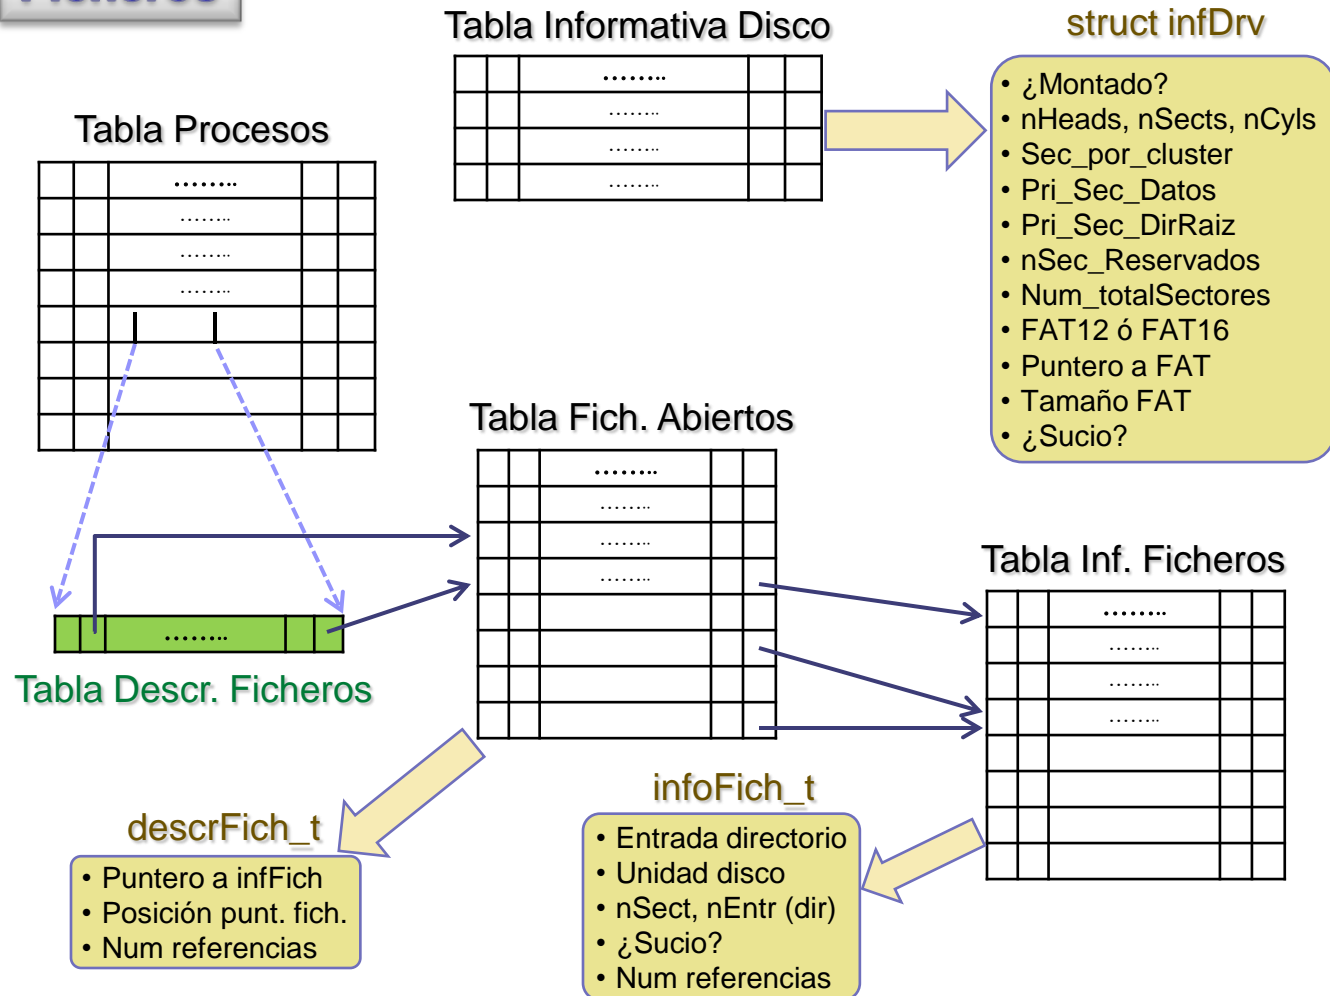 Ficheros
Tabla Informativa Disco
struct infDrv
........
........
........
........
• ¿Montado?
• nHeads, nSects, nCyls
• Sec_por_cluster
• Pri_Sec_Datos
• Pri_Sec_DirRaiz
• nSec_Reservados
• Num_totalSectores
• FAT12 ó FAT16
• Puntero a FAT
• Tamaño FAT
• ¿Sucio?
Tabla Procesos
........
........
........
........
Tabla Fich. Abiertos
........
........
........
........
Tabla Inf. Ficheros
........
........
........
........
........
Tabla Descr. Ficheros
descrFich_t
• Puntero a infFich
• Posición punt. fich.
• Num referencias
infoFich_t
• Entrada directorio
• Unidad disco
• nSect, nEntr (dir)
• ¿Sucio?
• Num referencias